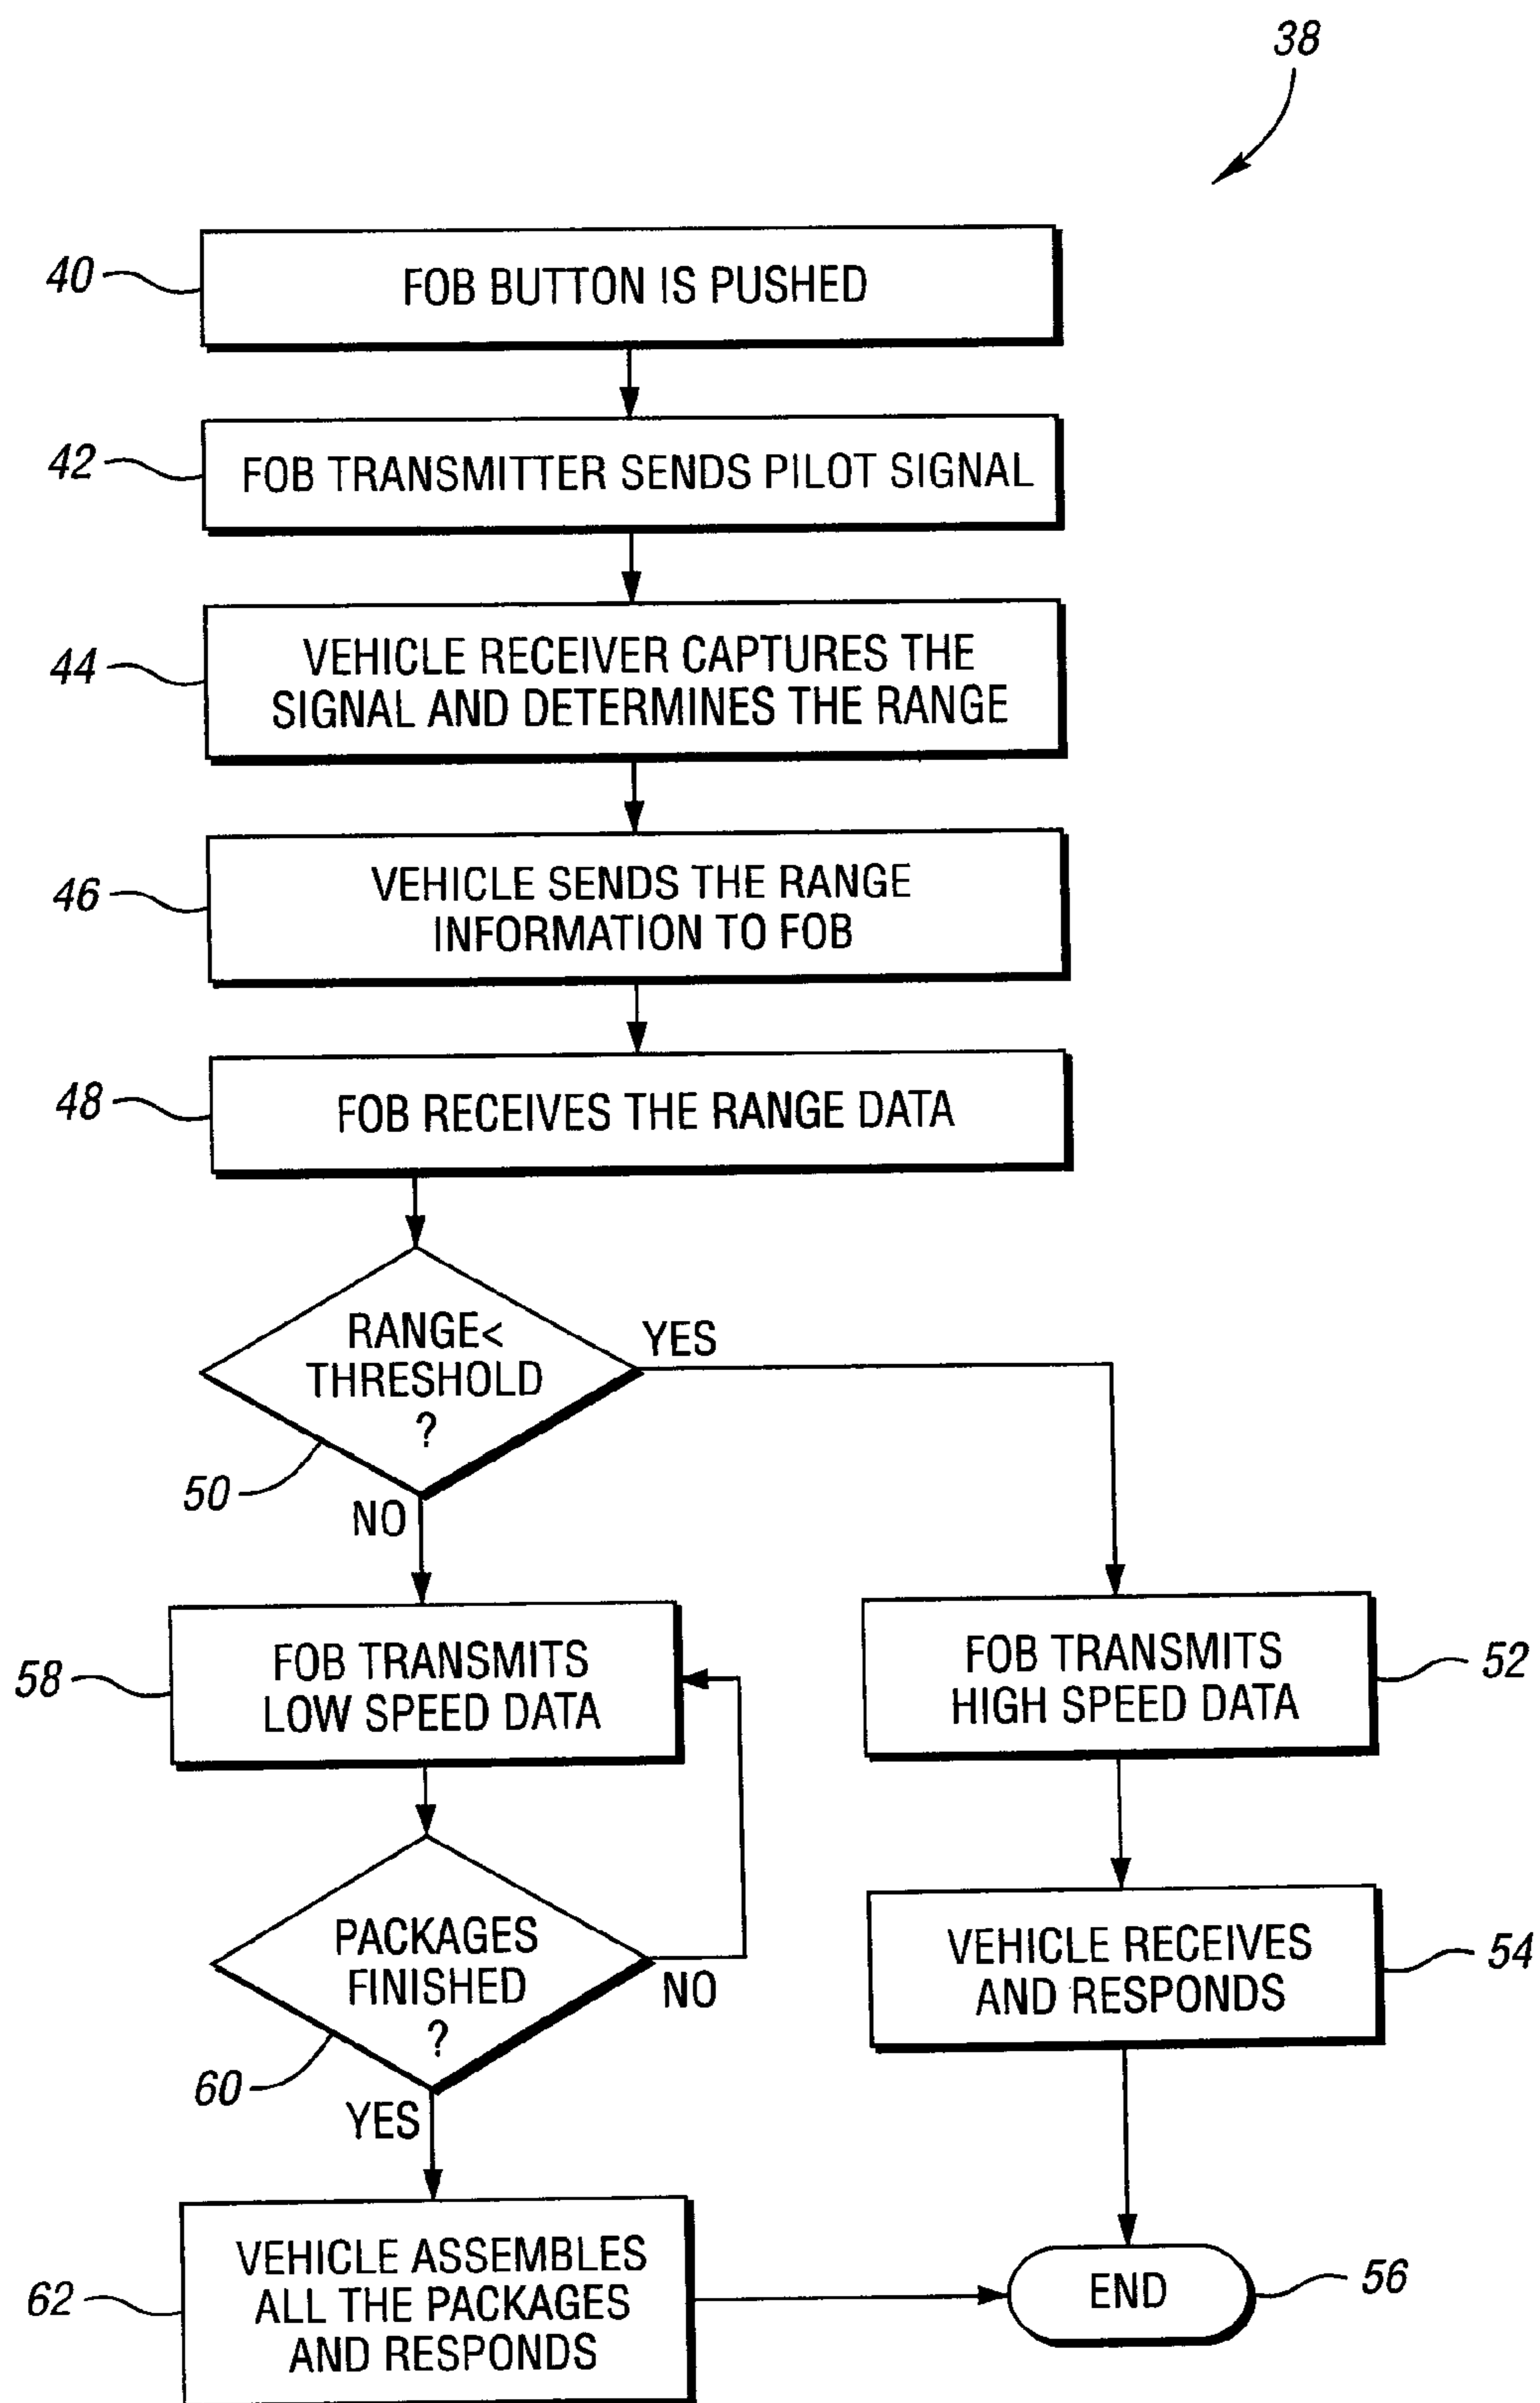 38
40
FOB BUTTON IS PUSHED
42
FOB TRANSMITTER SENDS PILOT SIGNAL
44
VEHICLE RECEIVER CAPTURES THE
SIGNAL AND DETERMINES THE RANGE
46
VEHICLE SENDS THE RANGE
INFORMATION TO FOB
48
FOB RECEIVES THE RANGE DATA
RANGE<
THRESHOLD
?
YES
50
NO
58
FOB TRANSMITS
LOW SPEED DATA
FOB TRANSMITS
HIGH SPEED DATA
52
PACKAGES
FINISHED
?
NO
60
YES
VEHICLE RECEIVES
AND RESPONDS
54
62
VEHICLE ASSEMBLES
ALL THE PACKAGES
AND RESPONDS
END
56